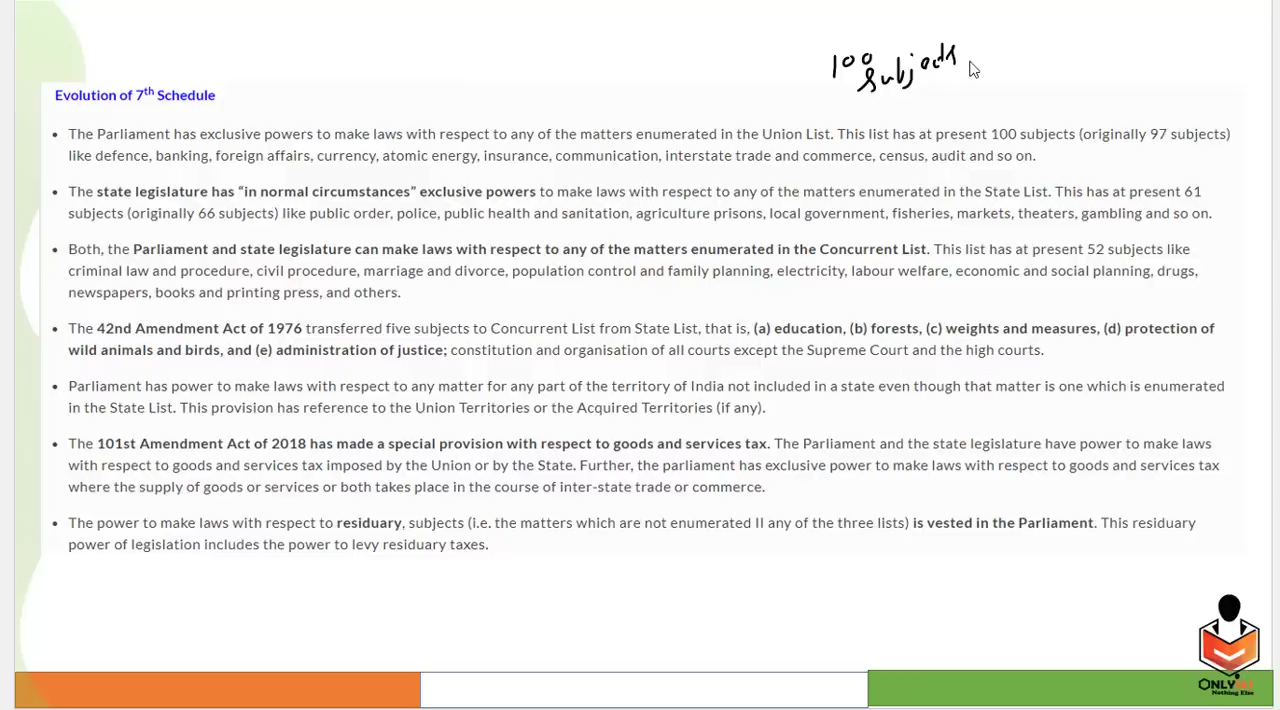 100 subjects
Evolution of 7th Schedule
• The Parliament has exclusive powers to make laws with respect to any of the matters enumerated in the Union List. This list has at present 100 subjects (originally 97 subjects)
like defence, banking, foreign affairs, currency, atomic energy, insurance, communication, interstate trade and commerce, census, audit and so on.
• The state legislature has “in normal circumstances” exclusive powers to make laws with respect to any of the matters enumerated in the State List. This has at present 61
subjects (originally 66 subjects) like public order, police, public health and sanitation, agriculture prisons, local government, fisheries, markets, theaters, gambling and so on.
• Both, the Parliament and state legislature can make laws with respect to any of the matters enumerated in the Concurrent List. This list has at present 52 subjects like
criminal law and procedure, civil procedure, marriage and divorce, population control and family planning, electricity, labour welfare, economic and social planning, drugs,
newspapers, books and printing press, and others.
• The 42nd Amendment Act of 1976 transferred five subjects to Concurrent List from State List, that is, (a) education, (b) forests, (c) weights and measures, (d) protection of
wild animals and birds, and (e) administration of justice; constitution and organisation of all courts except the Supreme Court and the high courts.
• Parliament has power to make laws with respect to any matter for any part of the territory of India not included in a state even though that matter is one which is enumerated
in the State List. This provision has reference to the Union Territories or the Acquired Territories (if any).
• The 101st Amendment Act of 2018 has made a special provision with respect to goods and services tax. The Parliament and the state legislature have power to make laws
with respect to goods and services tax imposed by the Union or by the State. Further, the parliament has exclusive power to make laws with respect to goods and services tax
where the supply of goods or services or both takes place in the course of inter-state trade or commerce.
• The power to make laws with respect to residuary, subjects (i.e. the matters which are not enumerated II any of the three lists) is vested in the Parliament. This residuary
power of legislation includes the power to levy residuary taxes.
ONLYIAS
Nothing Else